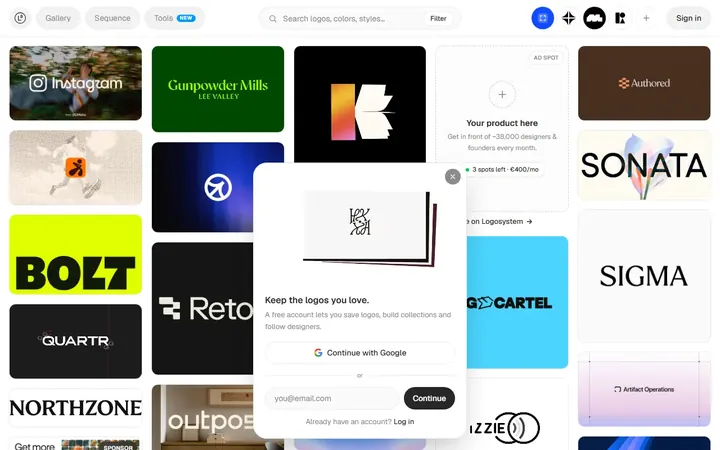 Gallery
Sequence
Tools NEW
Search logos, colors, styles...
Filter
Sign in
Instagram
Gunpowder Mills
LEE VALLEY
AD SPOT
Your product here
Get in front of ~38,000 designers &
founders every month.
3 spots left · €400/mo
e on Logosystem →
Authored
SONATA
BOLT
Reto
G CARTEL
SIGMA
Keep the logos you love.
A free account lets you save logos, build collections and
follow designers.
Continue with Google
or
you@email.com
Continue
Already have an account? Log in
QUARTR
NORTHZONE
outpos
IZZIE
Artifact Operations
Get more
SPONSOR